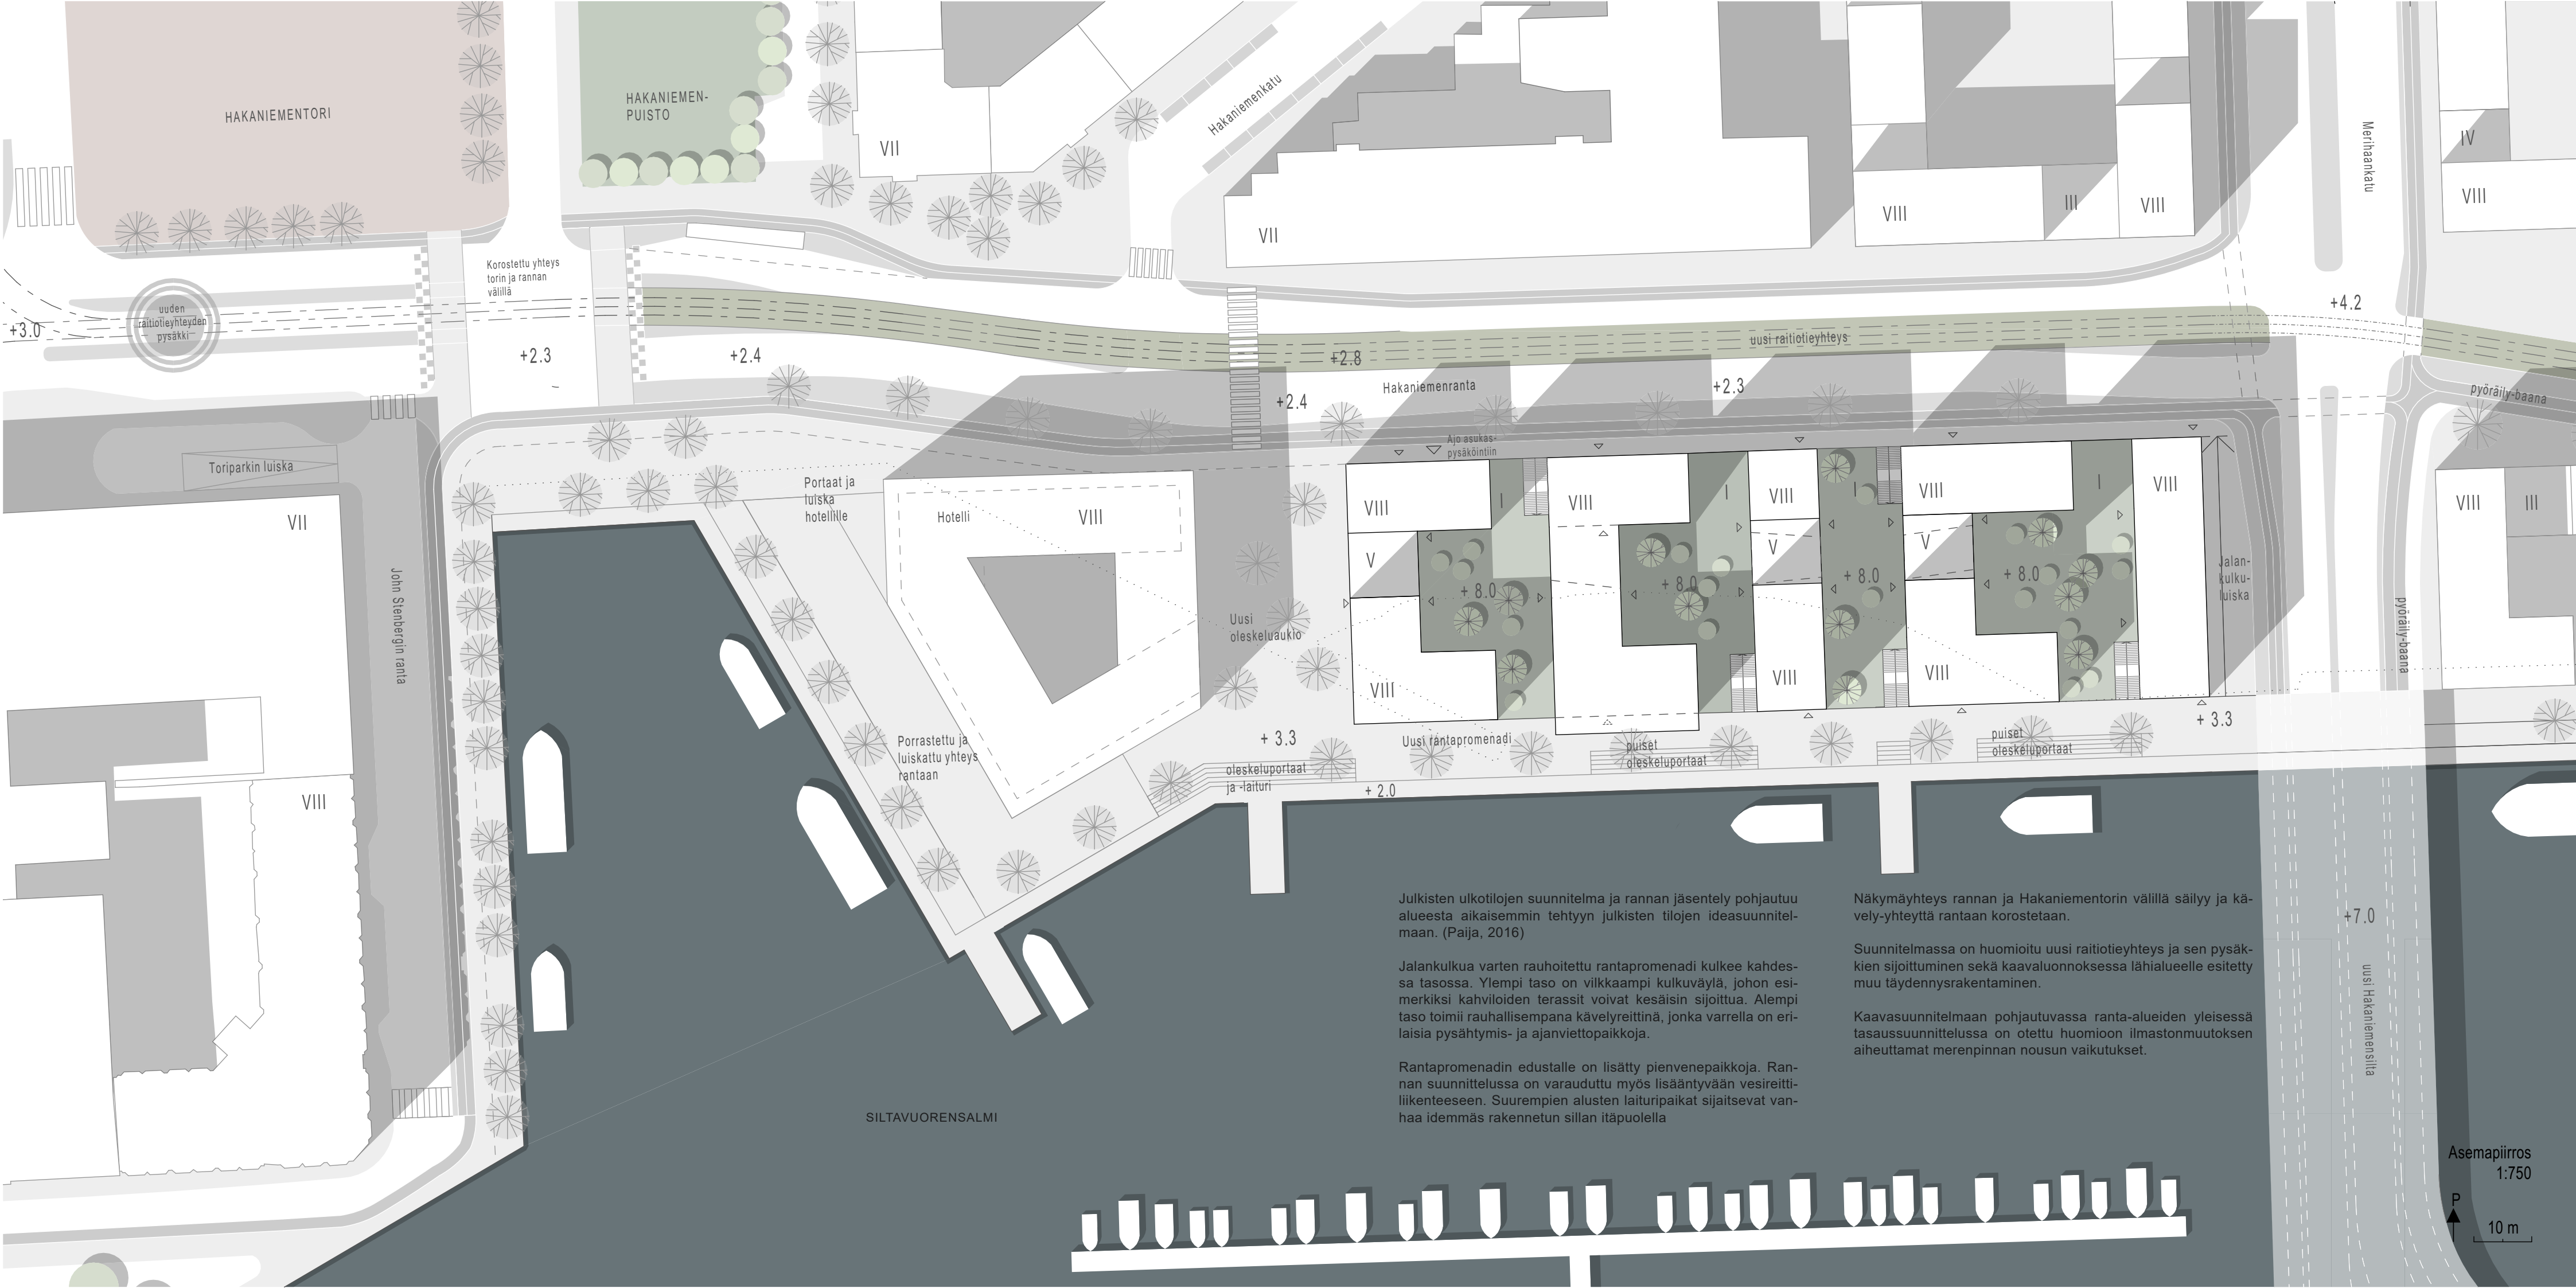 HAKANIEMENTORI
HAKANIEMEN-
PUISTO
VII
Hakaniemenkatu
VII
VIII
III
VIII
Merihaankatu
IV
VIII
Korostettu yhteys
torin ja rannan
välillä
uuden
raitiotieyhteyden
pysäkki
+3.0
+2.3
+2.4
+2.8
uusi raitiotieyhteys
+4.2
Hakaniemenranta
+2.4
+2.3
pyöräily-baana
Ajo asukas-
pysäköintiin
Toriparkin luiska
VII
John Stenbergin ranta
VIII
Portaat ja
luiska
hotellille
Hotelli
VIII
Uusi
oleskeluaukio
VIII
V
VIII
I
+ 8.0
VIII
I
+ 8.0
VIII
V
VIII
I
+ 8.0
VIII
V
VIII
I
+ 8.0
VIII
Jalan-
kulku-
luiska
pyöräily-baana
VIII
III
Porrastettu ja
luiskattu yhteys
rantaan
+ 3.3
oleskeluportaat
ja -laituri
+ 2.0
Uusi rantapromenadi
puiset
oleskeluportaat
puiset
oleskeluportaat
+ 3.3
Julkisten ulkotilojen suunnitelma ja rannan jäsentely pohjautuu
alueesta aikaisemmin tehtyyn julkisten tilojen ideasuunnitel-
maan. (Paija, 2016)
Jalankulkua varten rauhoitettu rantapromenadi kulkee kahdes-
sa tasossa. Ylempi taso on vilkkaampi kulkuväylä, johon esi-
merkiksi kahviloiden terassit voivat kesäisin sijoittua. Alempi
taso toimii rauhallisempana kävelyreittinä, jonka varrella on eri-
laisia pysähtymis- ja ajanviettopaikkoja.
Rantapromenadin edustalle on lisätty pienvenepaikkoja. Ran-
nan suunnittelussa on varauduttu myös lisääntyvään vesireitti-
liikenteeseen. Suurempien alusten laituripaikat sijaitsevat van-
haa idemmäs rakennetun sillan itäpuolella
Näkymäyhteys rannan ja Hakaniementorin välillä säilyy ja kä-
vely-yhteyttä rantaan korostetaan.
Suunnitelmassa on huomioitu uusi raitiotieyhteys ja sen pysäk-
kien sijoittuminen sekä kaavaluonnoksessa lähialueelle esitetty
muu täydennysrakentaminen.
Kaavasuunnitelmaan pohjautuvassa ranta-alueiden yleisessä
tasaussuunnittelussa on otettu huomioon ilmastonmuutoksen
aiheuttamat merenpinnan nousun vaikutukset.
+7.0
uusi Hakaniemensilta
SILTAVUORENSALMI
Asemapiirros
1:750
P
10 m